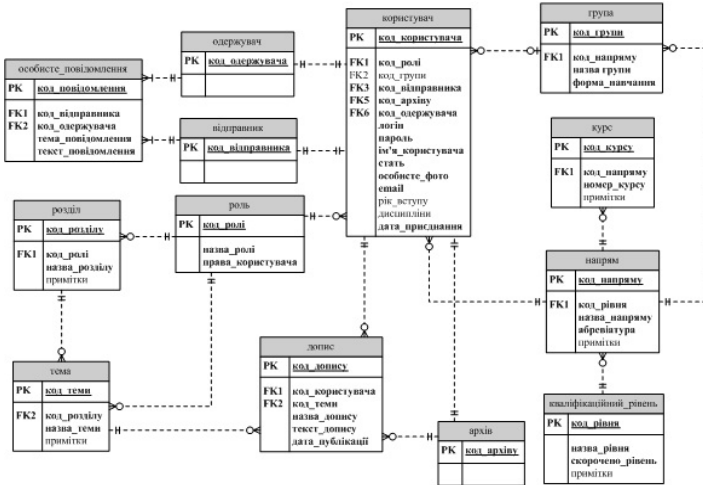 користувач
PK код_користувача
FK1 код_ролі
FK2 код_групи
FK3 код_відправника
FK5 код_архіву
FK6 код_одержувача
логін
пароль
ім'я_користувача
стать
особисте_фото
email
рік_вступу
дисципліни
дата_приєднання
група
PK код_групи
FK1 код_напряму
назва групи
форма_навчання
одержувач
PK код_одержувача
особисте_повідомлення
PK код_повідомлення
FK1 код_відправника
FK2 код_одержувача
тема_повідомлення
текст_повідомлення
відправник
PK код_відправника
курс
PK код_курсу
FK1 код_напряму
номер_курсу
примітки
розділ
PK код_розділу
FK1 код_ролі
назва_розділу
примітки
роль
PK код_ролі
назва_ролі
права_користувача
напрям
PK код_напряму
FK1 код_рівня
назва_напряму
абревіатура
примітки
тема
PK код_теми
FK2 код_розділу
назва_теми
примітки
допис
PK код_допису
FK1 код_користувача
FK2 код_теми
назва_допису
текст_допису
дата_публікації
архів
PK код_архіву
кваліфікаційний_рівень
PK код_рівня
назва_рівня
скорочено_рівень
примітки